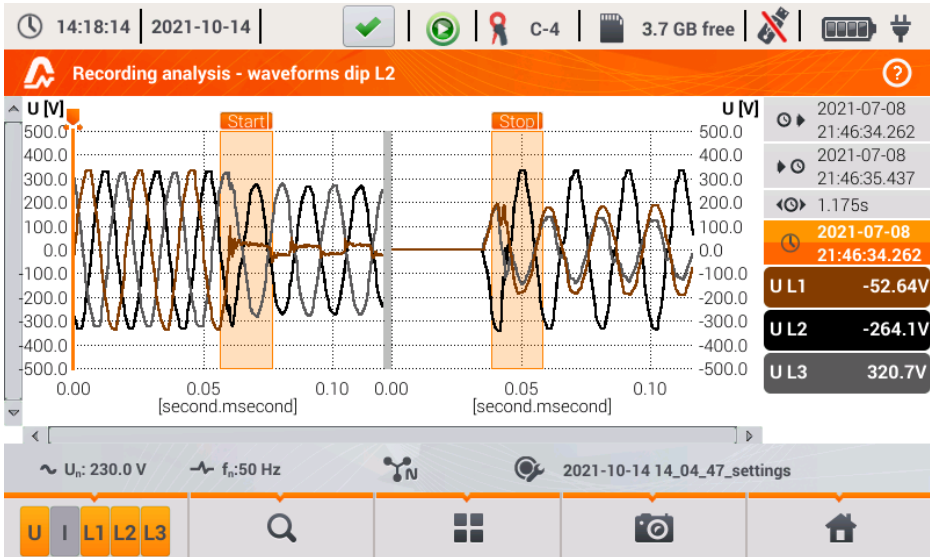 14:18:14 2021-10-14 C-4 3.7 GB free
Recording analysis - waveforms dip L2 ?
U [V] Start Stop U [V]
500.0 500.0
400.0 400.0
300.0 300.0
200.0 200.0
100.0 100.0
0.0 0.0
-100.0 -100.0
-200.0 -200.0
-300.0 -300.0
-400.0 -400.0
-500.0 -500.0
0.00 0.05 0.10 0.00 0.05 0.10
[second.msecond] [second.msecond]
2021-07-08
21:46:34.262
2021-07-08
21:46:35.437
1.175s
2021-07-08
21:46:34.262
U L1 -52.64V
U L2 -264.1V
U L3 320.7V
Un: 230.0 V fn:50 Hz N 2021-10-14 14_04_47_settings
U I L1 L2 L3